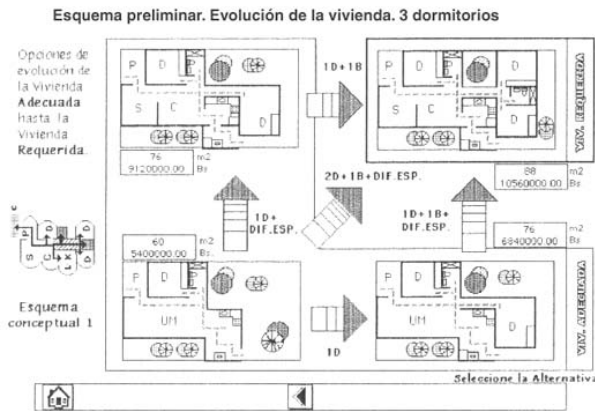 Esquema preliminar. Evolución de la vivienda. 3 dormitorios
Opciones de
evolución de
la Vivienda
Adecuada
hasta la
Vivienda
Requerida.
P
D
S
C
D
76 m2
9120000.00 Bs
1D+1B
P
D
D
S
C
D
VIV. REQUERIDA
88 m2
10560000.00 Bs
1D+
DIF.ESP.
2D+1B+DIF.ESP.
1D+1B+
DIF.ESP.
P
S
C
D
L
K
D
D
Esquema
conceptual 1
60 m2
5400000.00 Bs
P
D
UM
1D
76 m2
6840000.00 Bs
P
D
UM
D
VIV. ADECUADA
Seleccione la Alternativa